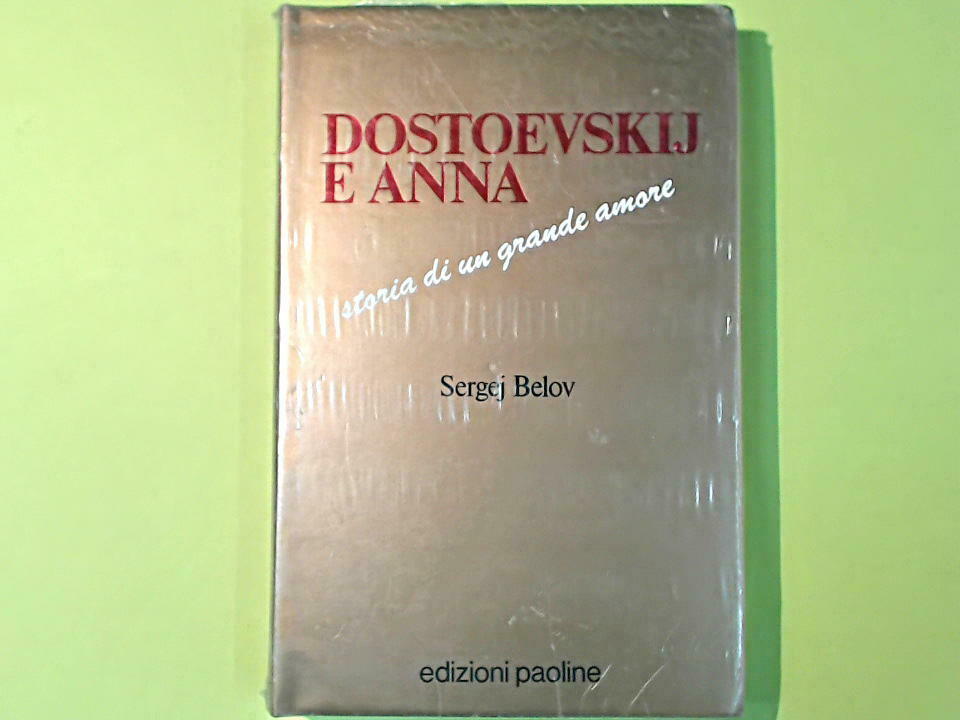 DOSTOEVSKIJ
E ANNA
storia di un grande amore
Sergej Belov
edizioni paoline